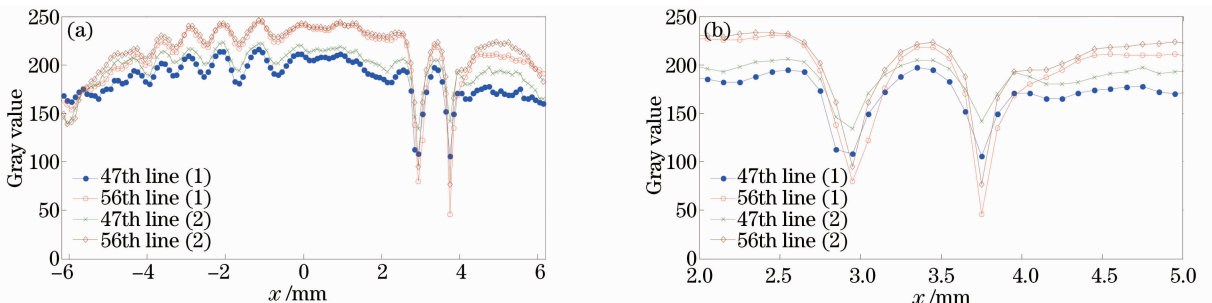 (a)
250
200
150
100
50
0
Gray value
47th line (1)
56th line (1)
47th line (2)
56th line (2)
−6 −4 −2 0 2 4 6
x /mm
(b)
250
200
150
100
50
0
Gray value
47th line (1)
56th line (1)
47th line (2)
56th line (2)
2.0 2.5 3.0 3.5 4.0 4.5 5.0
x /mm